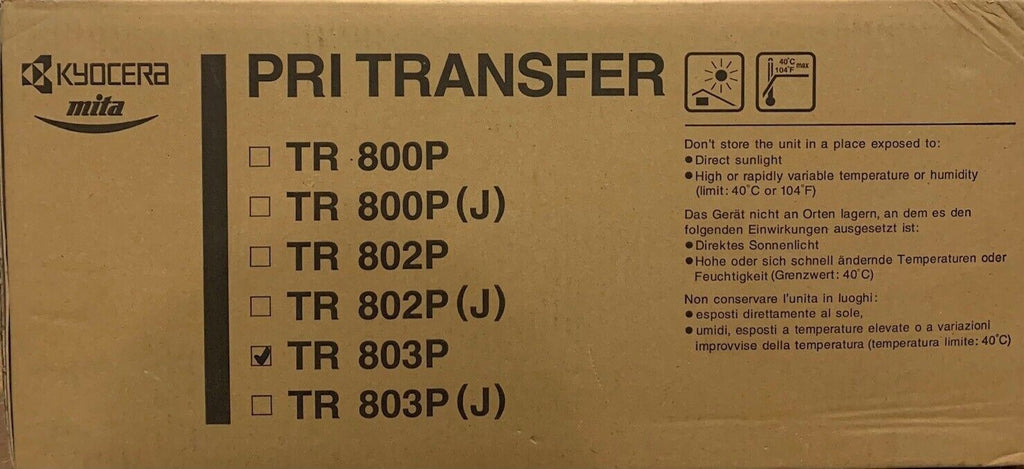 KYOCERA
mita
PRI TRANSFER
TR 800P
TR 800P (J)
TR 802P
TR 802P (J)
TR 803P
TR 803P (J)
40°C max
104°F
Don't store the unit in a place exposed to:
● Direct sunlight
● High or rapidly variable temperature or humidity
(limit: 40°C or 104°F)
Das Gerät nicht an Orten lagern, an dem es den
folgenden Einwirkungen ausgesetzt ist:
● Direktes Sonnenlicht
● Hohe oder sich schnell ändernde Temperaturen oder
Feuchtigkeit (Grenzwert: 40°C)
Non conservare l'unita in luoghi:
● esposti direttamente al sole,
● umidi, esposti a temperature elevate o a variazioni
improvvise della temperatura (temperatura limite: 40°C)